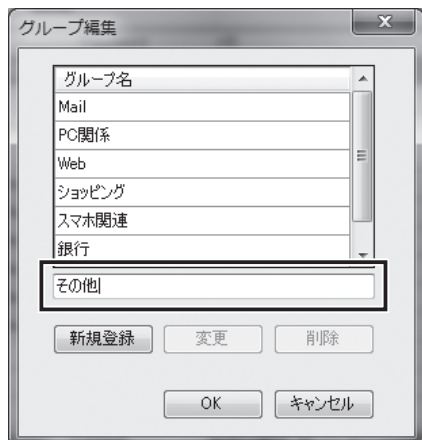 グループ編集
グループ名
Mail
PC関係
Web
ショッピング
スマホ関連
銀行
その他
新規登録 変更 削除
OK キャンセル